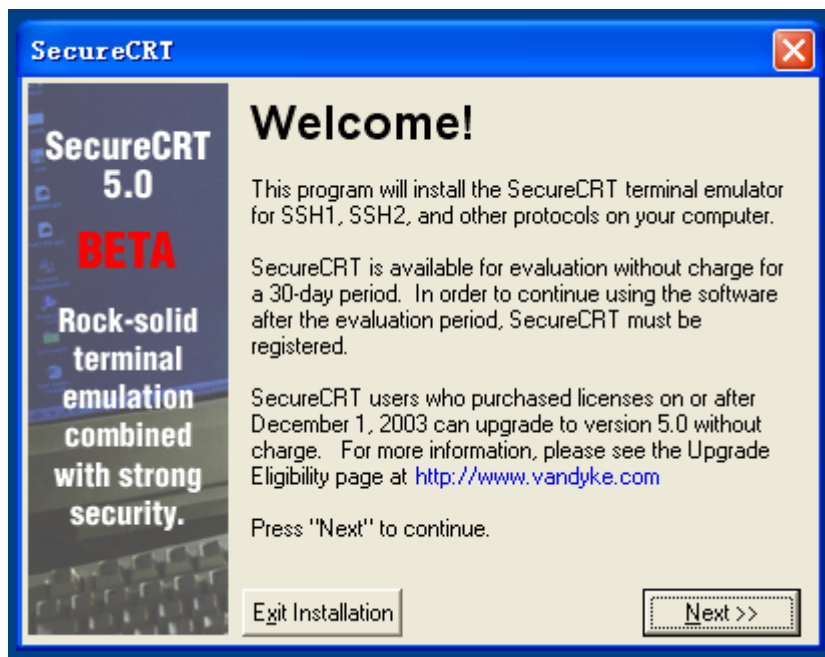 SecureCRT
SecureCRT
5.0
BETA
Rock-solid
terminal
emulation
combined
with strong
security.
Welcome!
This program will install the SecureCRT terminal emulator
for SSH1, SSH2, and other protocols on your computer.
SecureCRT is available for evaluation without charge for
a 30-day period.  In order to continue using the software
after the evaluation period, SecureCRT must be
registered.
SecureCRT users who purchased licenses on or after
December 1, 2003 can upgrade to version 5.0 without
charge.   For more information, please see the Upgrade
Eligibility page at http://www.vandyke.com
Press "Next" to continue.
Exit Installation
Next >>